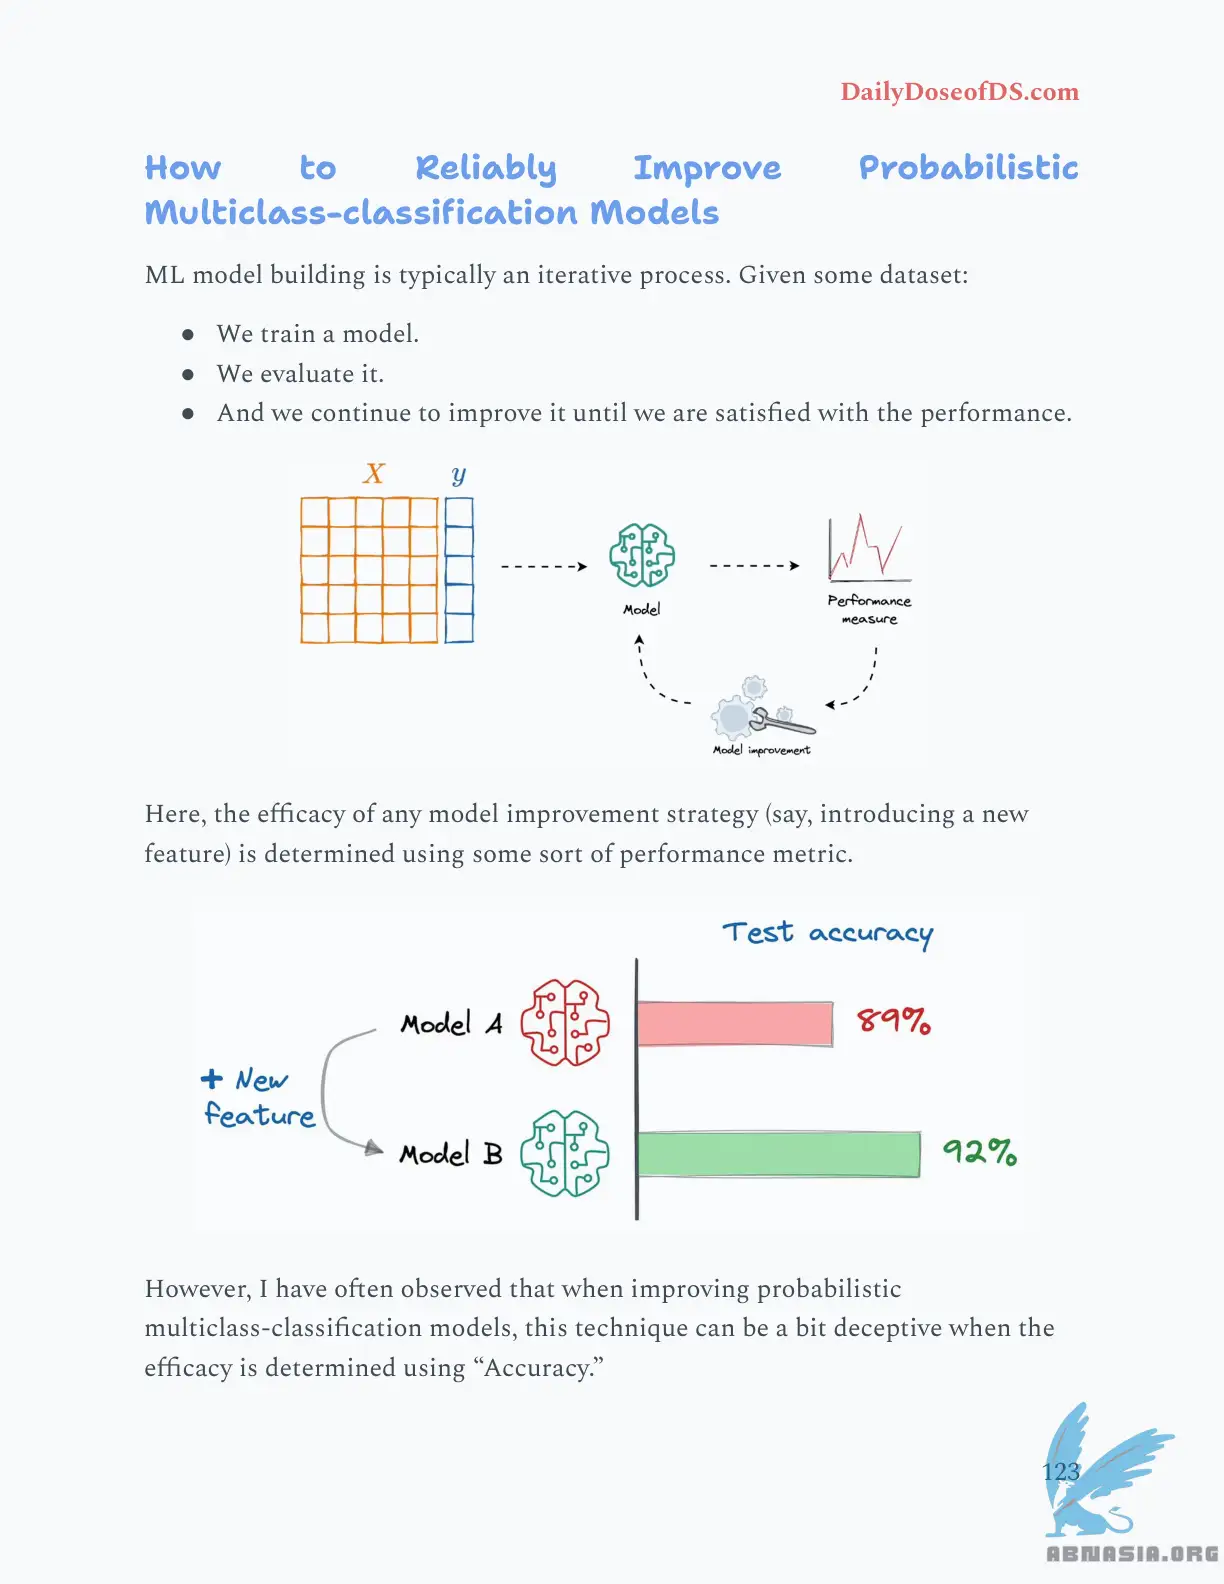 DailyDoseofDS.com
How to Reliably Improve Probabilistic
Multiclass-classification Models
ML model building is typically an iterative process. Given some dataset:
● We train a model.
● We evaluate it.
● And we continue to improve it until we are satisfied with the performance.
X y
Model
Performance
measure
Model improvement
Here, the efficacy of any model improvement strategy (say, introducing a new
feature) is determined using some sort of performance metric.
Test accuracy
Model A 89%
+ New
feature
Model B 92%
However, I have often observed that when improving probabilistic
multiclass-classification models, this technique can be a bit deceptive when the
efficacy is determined using “Accuracy.”
123
ABNASIA.ORG